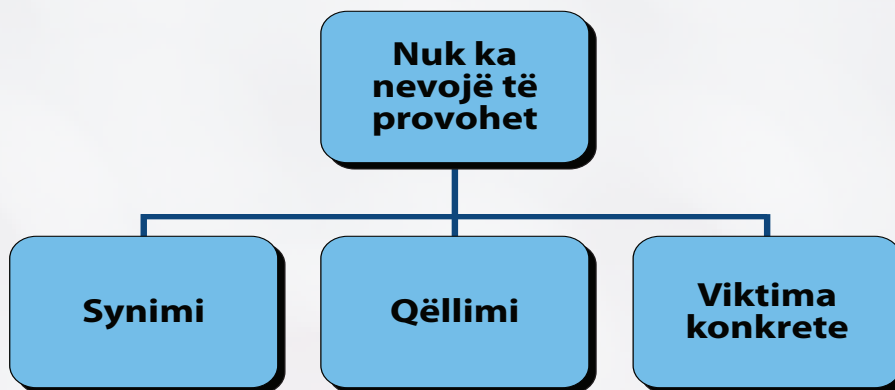 Nuk ka
nevojë të
provohet
Synimi
Qëllimi
Viktima
konkrete